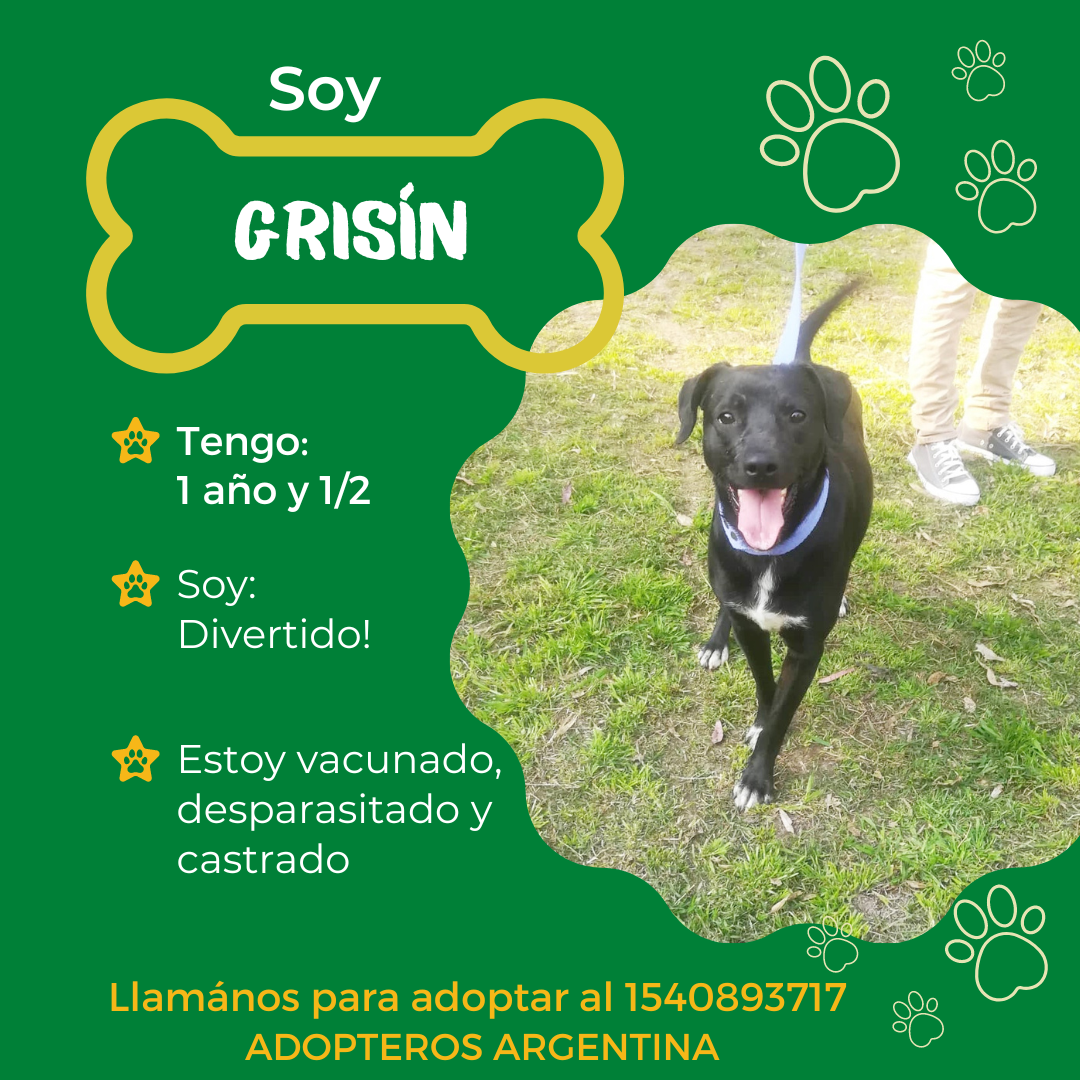 Soy
GRISÍN
Tengo:
1 año y 1/2
Soy:
Divertido!
Estoy vacunado,
desparasitado y
castrado
Llamános para adoptar al 1540893717
ADOPTEROS ARGENTINA